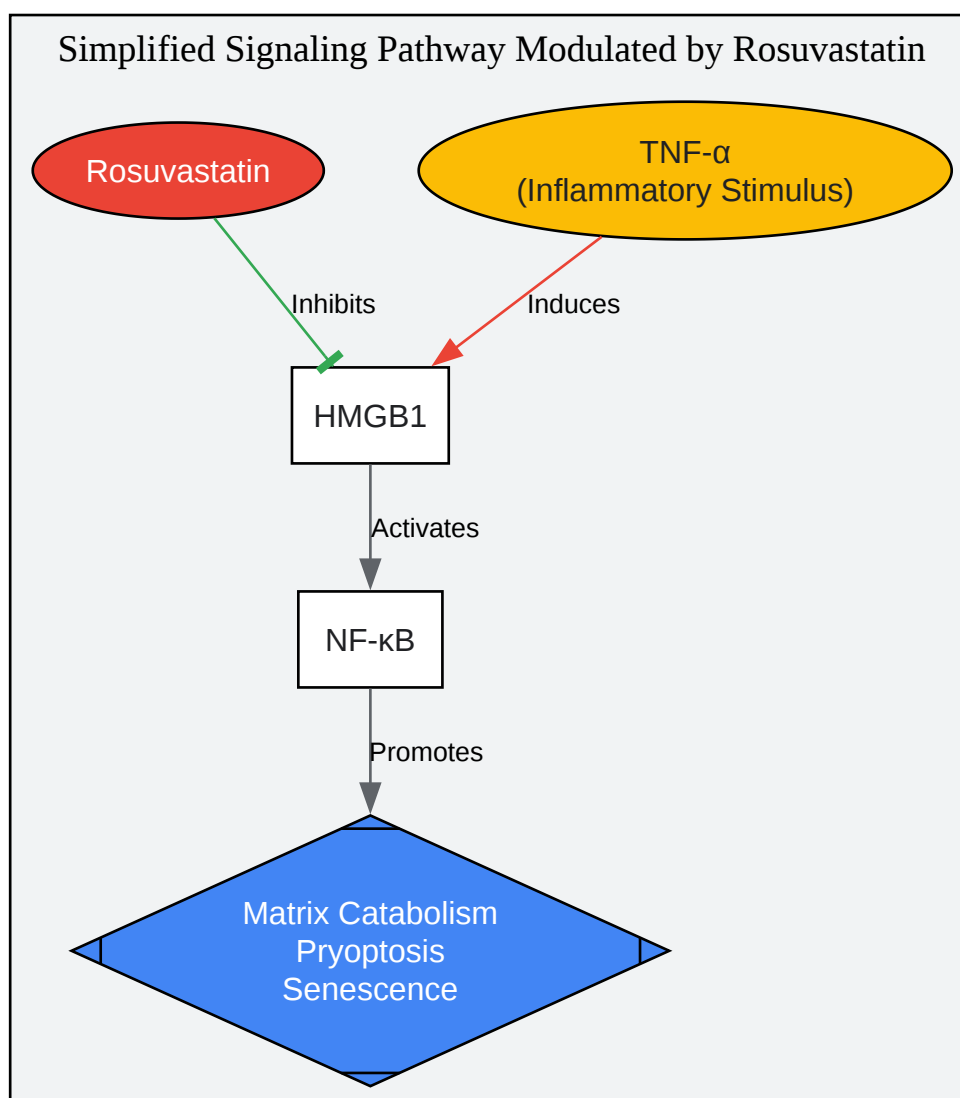 Simplified Signaling Pathway Modulated by Rosuvastatin
Rosuvastatin
TNF-α
(Inflammatory Stimulus)
Inhibits
Induces
HMGB1
Activates
NF-κB
Promotes
Matrix Catabolism
Pryoptosis
Senescence